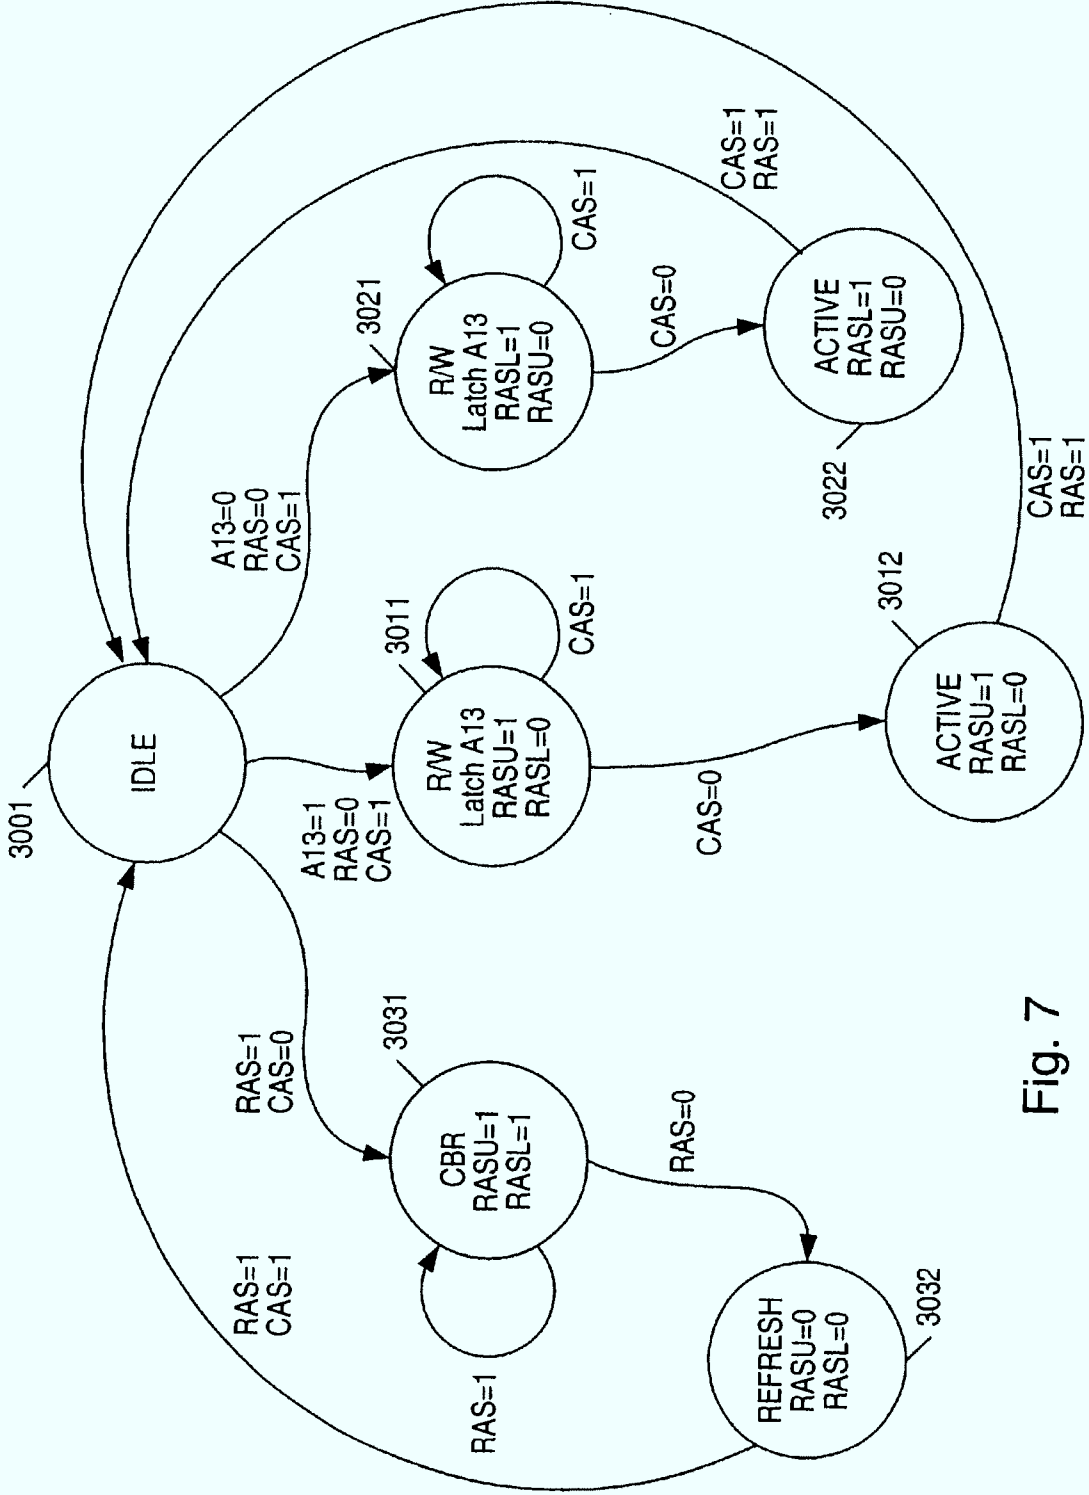 3001
IDLE
RAS=1
CAS=1
RAS=1
CAS=0
A13=1
RAS=0
CAS=1
A13=0
RAS=0
CAS=1
3031
CBR
RASU=1
RASL=1
RAS=1
3011
R/W
Latch A13
RASU=1
RASL=0
CAS=1
3021
R/W
Latch A13
RASL=1
RASU=0
CAS=1
RAS=0
CAS=0
CAS=0
REFRESH
RASU=0
RASL=0
3032
ACTIVE
RASU=1
RASL=0
3012
ACTIVE
RASL=1
RASU=0
3022
CAS=1
RAS=1
CAS=1
RAS=1
Fig. 7